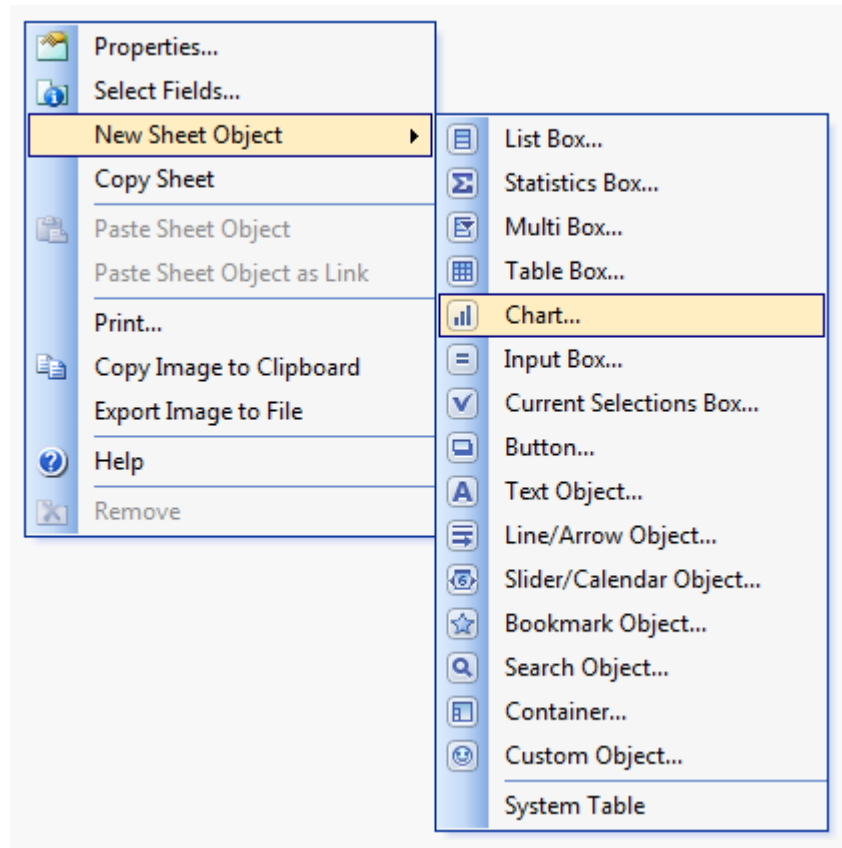 Properties...
Select Fields...
New Sheet Object
Copy Sheet
Paste Sheet Object
Paste Sheet Object as Link
Print...
Copy Image to Clipboard
Export Image to File
Help
Remove
List Box...
Statistics Box...
Multi Box...
Table Box...
Chart...
Input Box...
Current Selections Box...
Button...
Text Object...
Line/Arrow Object...
Slider/Calendar Object...
Bookmark Object...
Search Object...
Container...
Custom Object...
System Table